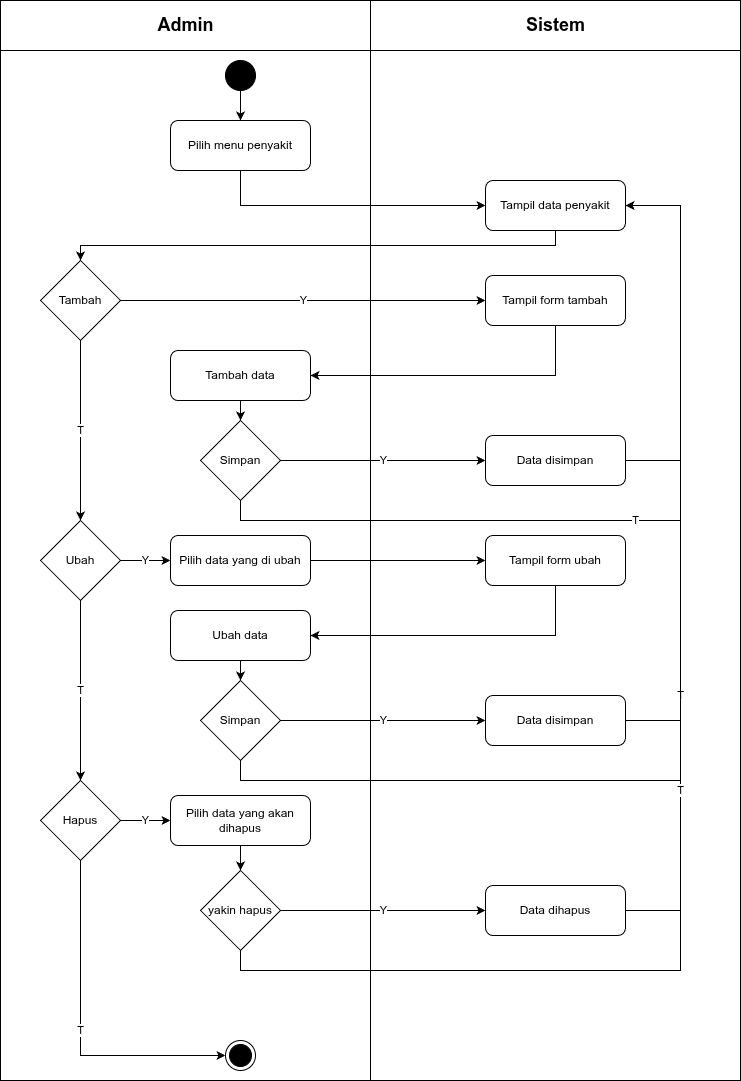 Admin
Sistem
Pilih menu penyakit
Tampil data penyakit
Tambah
Y
Tampil form tambah
Tambah data
T
Simpan
Y
Data disimpan
T
Ubah
Y
Pilih data yang di ubah
Tampil form ubah
Ubah data
T
T
Simpan
Y
Data disimpan
T
Hapus
Y
Pilih data yang akan
dihapus
yakin hapus
Y
Data dihapus
T